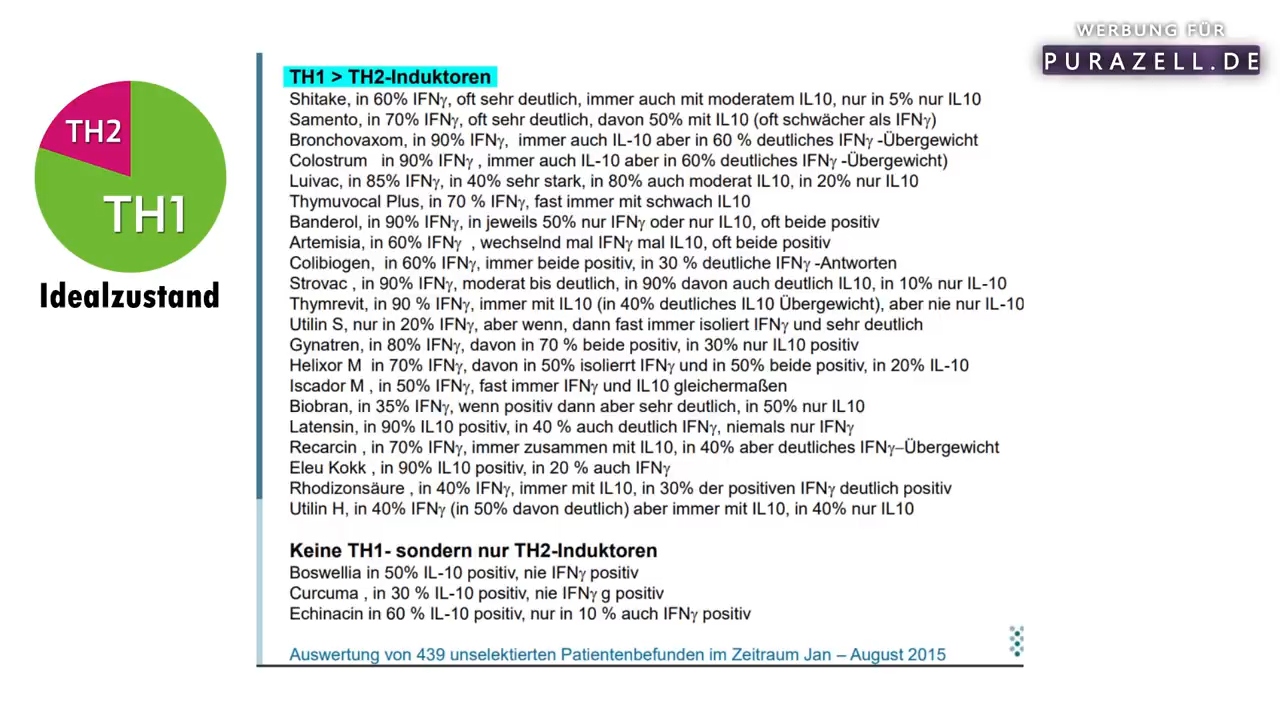 WERBUNG FÜR
PURAZELL.DE
TH2
TH1
Idealzustand
TH1 > TH2-Induktoren
Shitake, in 60% IFNγ, oft sehr deutlich, immer auch mit moderatem IL10, nur in 5% nur IL10
Samento, in 70% IFNγ, oft sehr deutlich, davon 50% mit IL10 (oft schwächer als IFNγ)
Bronchovaxom, in 90% IFNγ, immer auch IL-10 aber in 60 % deutliches IFNγ -Übergewicht
Colostrum in 90% IFNγ , immer auch IL-10 aber in 60% deutliches IFNγ -Übergewicht)
Luivac, in 85% IFNγ, in 40% sehr stark, in 80% auch moderat IL10, in 20% nur IL10
Thymuvocal Plus, in 70 % IFNγ, fast immer mit schwach IL10
Banderol, in 90% IFNγ, in jeweils 50% nur IFNγ oder nur IL10, oft beide positiv
Artemisia, in 60% IFNγ , wechselnd mal IFNγ mal IL10, oft beide positiv
Colibiogen, in 60% IFNγ, immer beide positiv, in 30 % deutliche IFNγ -Antworten
Strovac , in 90% IFNγ, moderat bis deutlich, in 90% davon auch deutlich IL10, in 10% nur IL-10
Thymrevit, in 90 % IFNγ, immer mit IL10 (in 40% deutliches IL10 Übergewicht), aber nie nur IL-10
Utilin S, nur in 20% IFNγ, aber wenn, dann fast immer isoliert IFNγ und sehr deutlich
Gynatren, in 80% IFNγ, davon in 70 % beide positiv, in 30% nur IL10 positiv
Helixor M in 70% IFNγ, davon in 50% isolierrt IFNγ und in 50% beide positiv, in 20% IL-10
Iscador M , in 50% IFNγ, fast immer IFNγ und IL10 gleichermaßen
Biobran, in 35% IFNγ, wenn positiv dann aber sehr deutlich, in 50% nur IL10
Latensin, in 90% IL10 positiv, in 40 % auch deutlich IFNγ, niemals nur IFNγ
Recarcin , in 70% IFNγ, immer zusammen mit IL10, in 40% aber deutliches IFNγ–Übergewicht
Eleu Kokk , in 90% IL10 positiv, in 20 % auch IFNγ
Rhodizonsäure , in 40% IFNγ, immer mit IL10, in 30% der positiven IFNγ deutlich positiv
Utilin H, in 40% IFNγ (in 50% davon deutlich) aber immer mit IL10, in 40% nur IL10
Keine TH1- sondern nur TH2-Induktoren
Boswellia in 50% IL-10 positiv, nie IFNγ positiv
Curcuma , in 30 % IL-10 positiv, nie IFNγ g positiv
Echinacin in 60 % IL-10 positiv, nur in 10 % auch IFNγ positiv
Auswertung von 439 unselektierten Patientenbefunden im Zeitraum Jan – August 2015